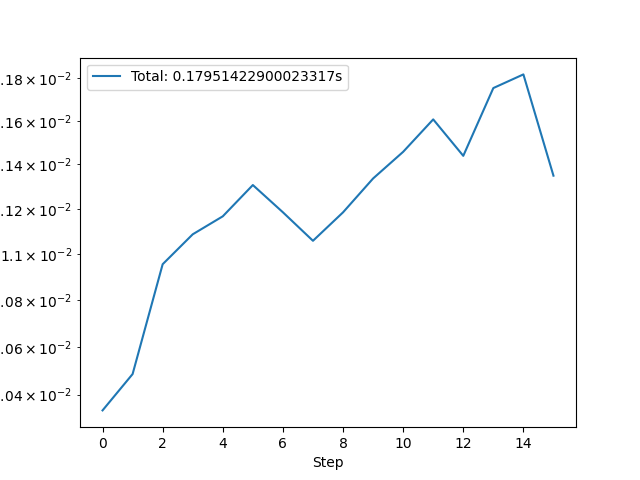 Total: 0.17951422900023317s
.18 × 10⁻²
.16 × 10⁻²
.14 × 10⁻²
.12 × 10⁻²
1.1 × 10⁻²
.08 × 10⁻²
.06 × 10⁻²
.04 × 10⁻²
0 2 4 6 8 10 12 14
Step